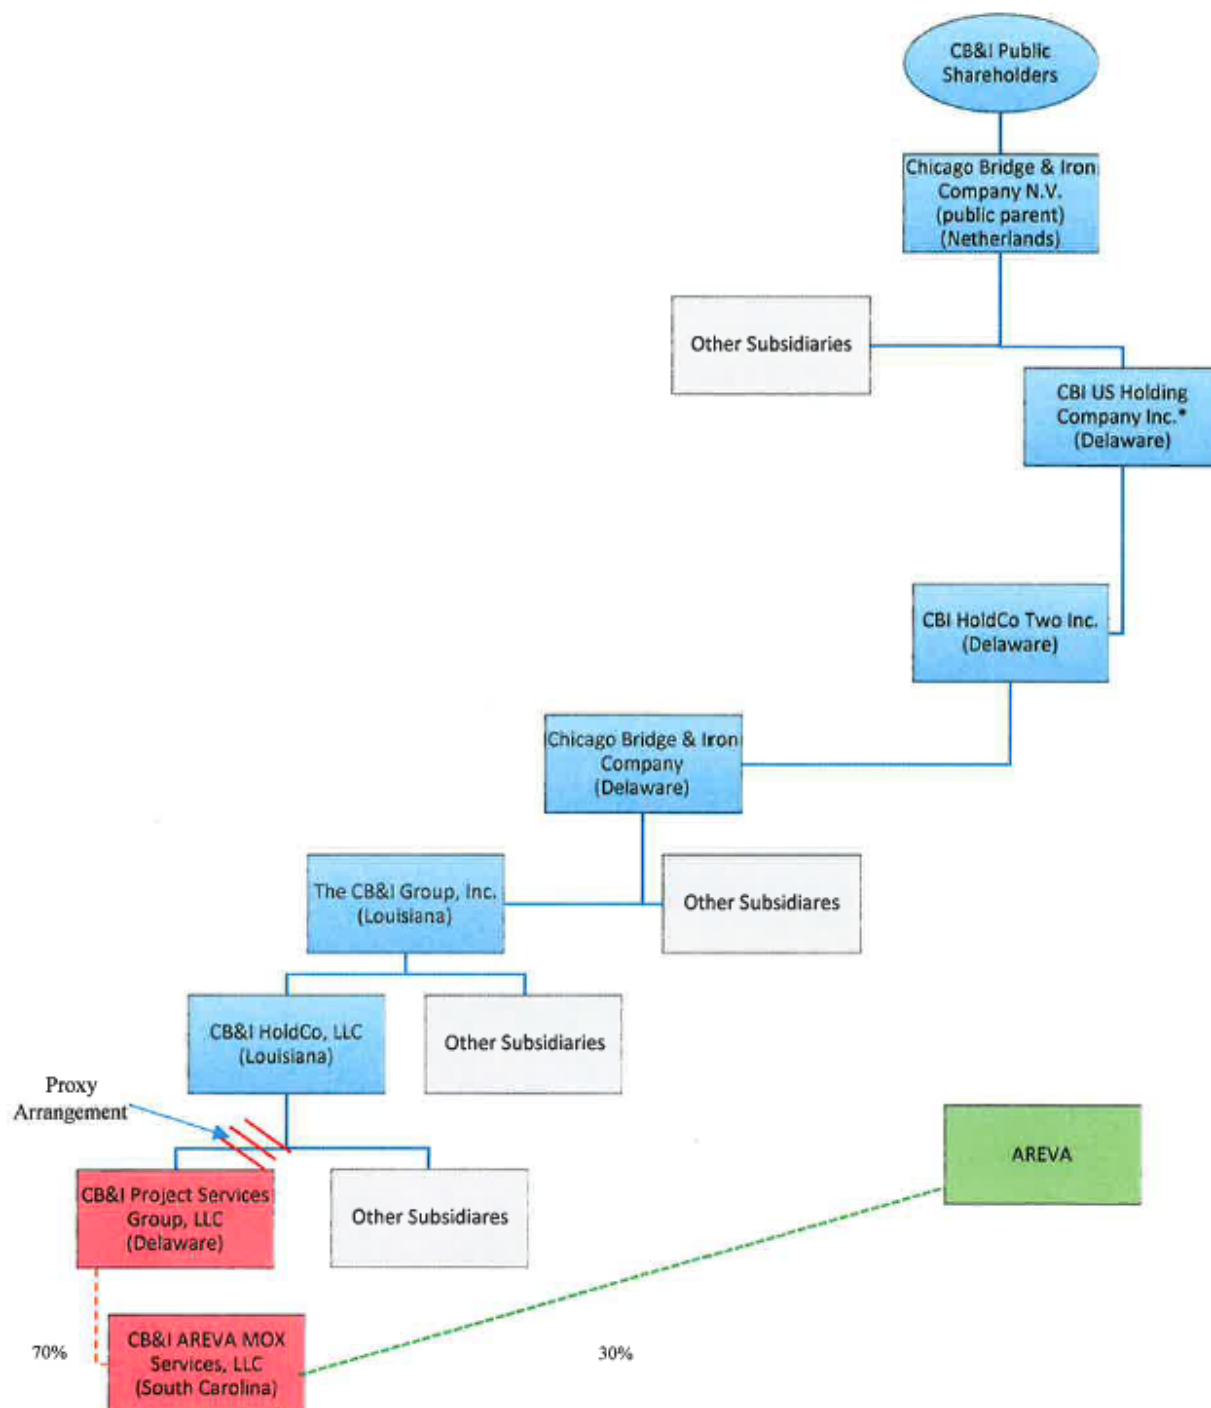 CB&I Public
Shareholders
Chicago Bridge & Iron
Company N.V.
(public parent)
(Netherlands)
Other Subsidiaries
CBI US Holding
Company Inc.*
(Delaware)
CBI HoldCo Two Inc.
(Delaware)
Chicago Bridge & Iron
Company
(Delaware)
The CB&I Group, Inc.
(Louisiana)
Other Subsidiares
CB&I HoldCo, LLC
(Louisiana)
Other Subsidiaries
Proxy
Arrangement
AREVA
CB&I Project Services
Group, LLC
(Delaware)
Other Subsidiares
CB&I AREVA MOX
Services, LLC
(South Carolina)
70%
30%